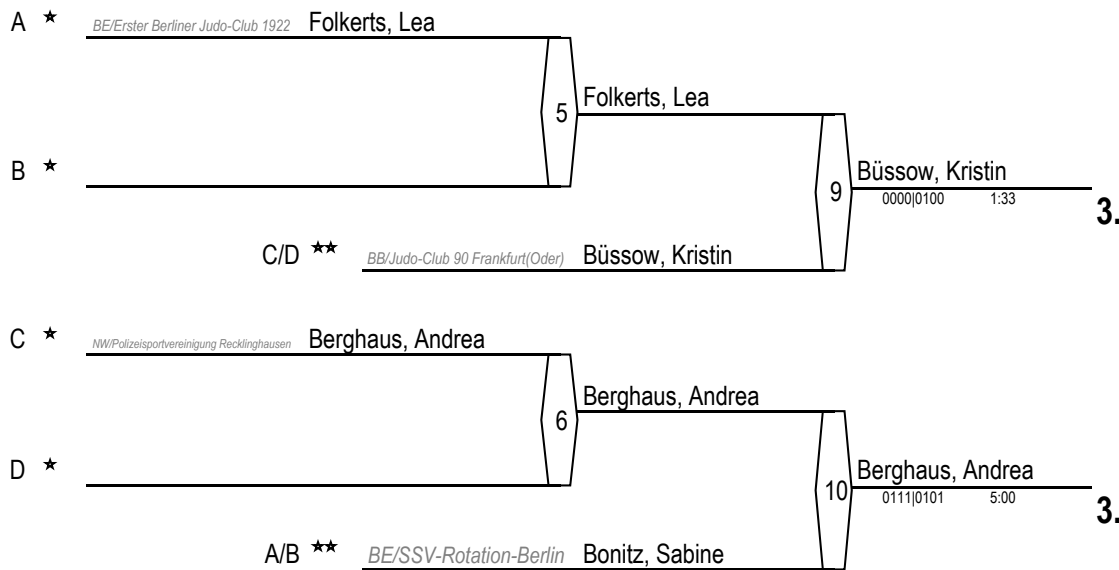 A BE/Erster Berliner Judo-Club 1922 Folkerts, Lea
5 Folkerts, Lea
B
9 Büssow, Kristin
0000|0100 1:33
3.
C/D BB/Judo-Club 90 Frankfurt(Oder) Büssow, Kristin
C NW/Polizeisportvereinigung Recklinghausen Berghaus, Andrea
6 Berghaus, Andrea
D
10 Berghaus, Andrea
0111|0101 5:00
3.
A/B BE/SSV-Rotation-Berlin Bonitz, Sabine